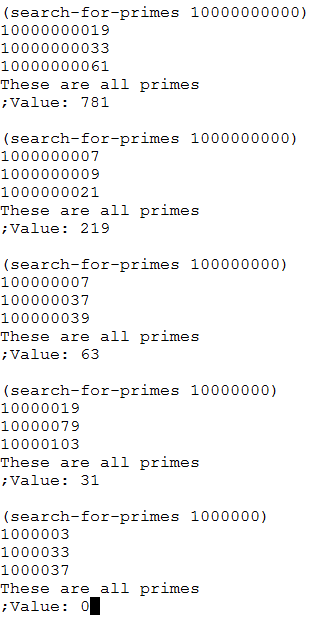 (search-for-primes 10000000000)
10000000019
10000000033
10000000061
These are all primes
;Value: 781
(search-for-primes 1000000000)
1000000007
1000000009
1000000021
These are all primes
;Value: 219
(search-for-primes 100000000)
100000007
100000037
100000039
These are all primes
;Value: 63
(search-for-primes 10000000)
10000019
10000079
10000103
These are all primes
;Value: 31
(search-for-primes 1000000)
1000003
1000033
1000037
These are all primes
;Value: 0